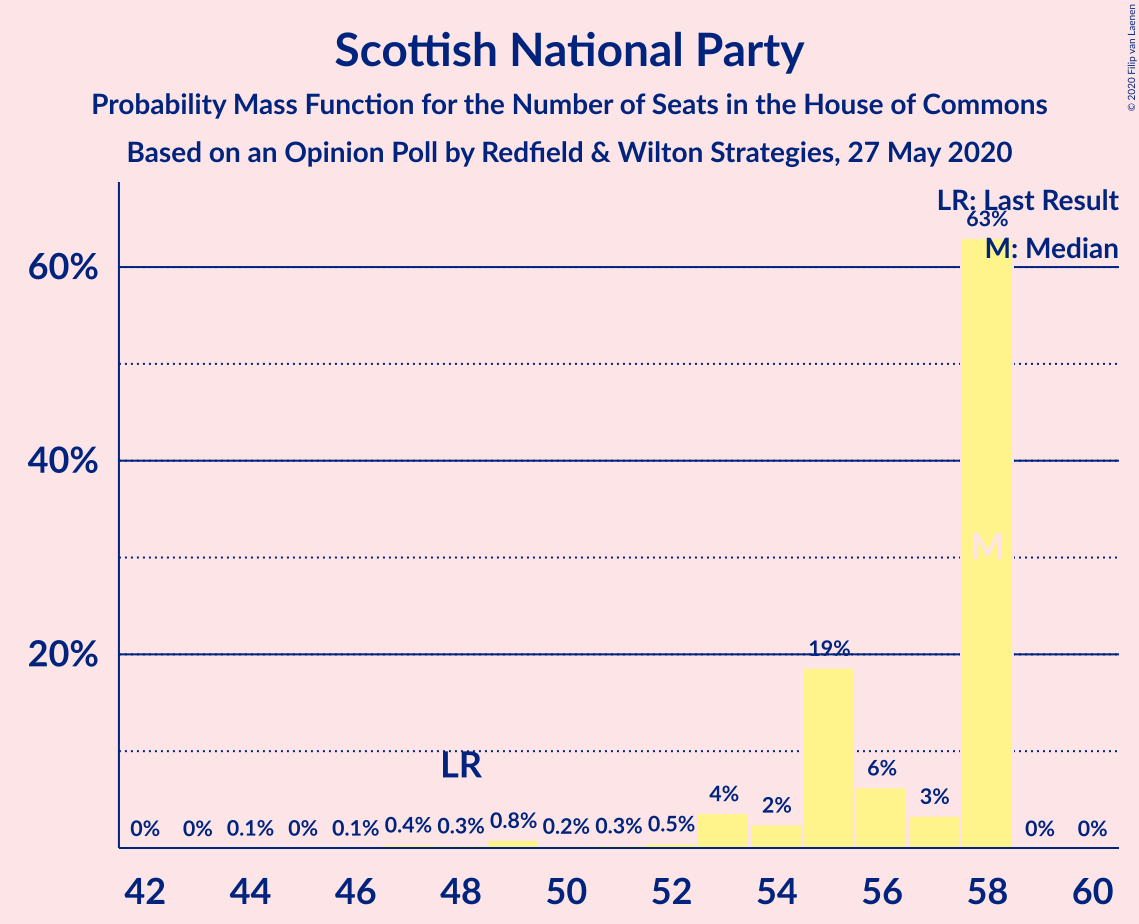 Scottish National Party
Probability Mass Function for the Number of Seats in the House of Commons
Based on an Opinion Poll by Redfield & Wilton Strategies, 27 May 2020
© 2020 Filip van Laenen
LR: Last Result
M: Median
60%
40%
20%
0% 0% 0.1% 0% 0.1% 0.4% 0.3% 0.8% 0.2% 0.3% 0.5% 4% 2% 19% 6% 3% 63% 0% 0%
LR
M
42 44 46 48 50 52 54 56 58 60